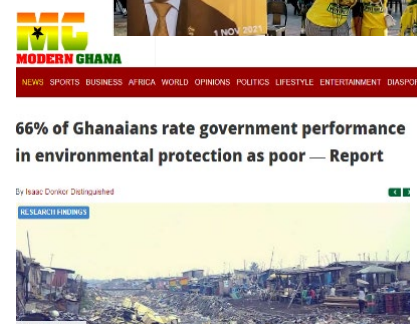 1 NOV 2021
MG
MODERN GHANA
NEWS SPORTS BUSINESS AFRICA WORLD OPINIONS POLITICS LIFESTYLE ENTERTAINMENT DIASPOR
66% of Ghanaians rate government performance
in environmental protection as poor — Report
By Isaac Donkor Distinguished
RESEARCH FINDINGS